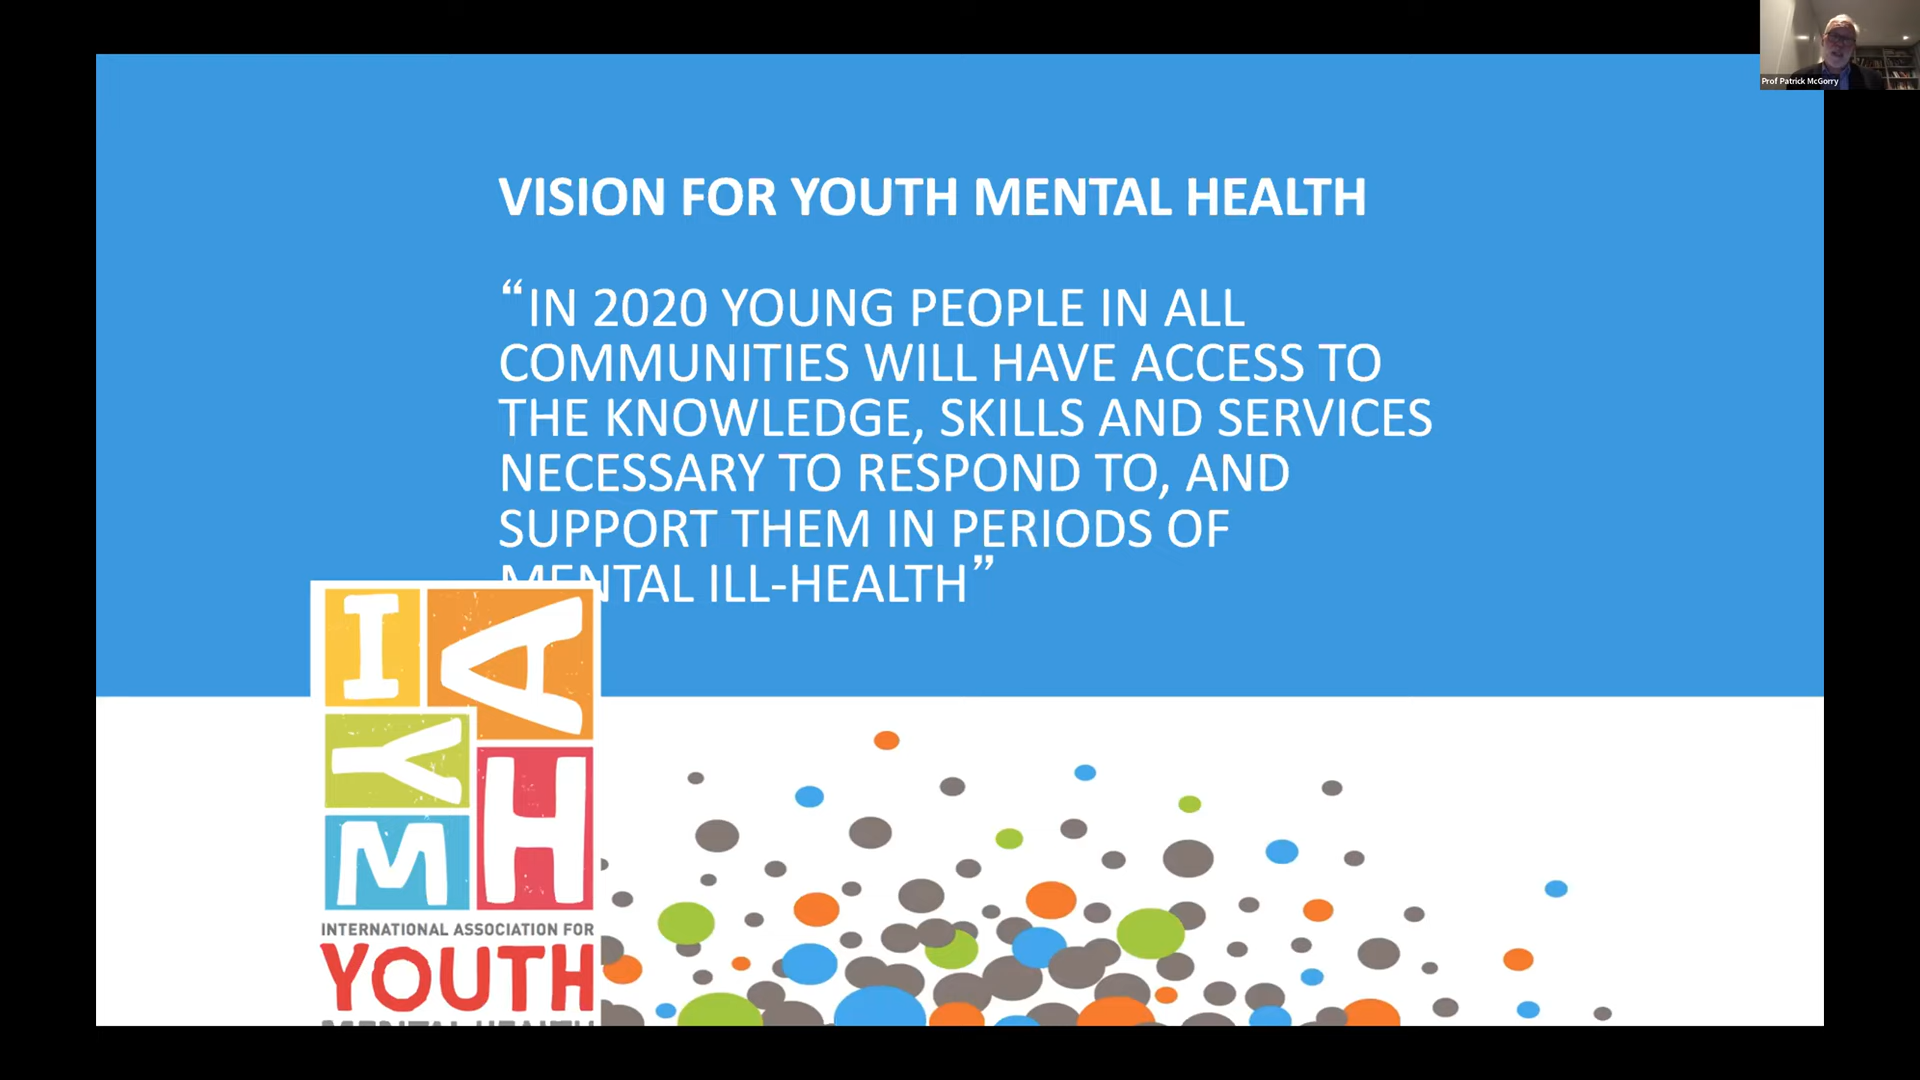 Prof Patrick McGorry
VISION FOR YOUTH MENTAL HEALTH
“IN 2020 YOUNG PEOPLE IN ALL
COMMUNITIES WILL HAVE ACCESS TO
THE KNOWLEDGE, SKILLS AND SERVICES
NECESSARY TO RESPOND TO, AND
SUPPORT THEM IN PERIODS OF
MENTAL ILL-HEALTH”
I A
Y
M H
INTERNATIONAL ASSOCIATION FOR
YOUTH
MENTAL HEALTH